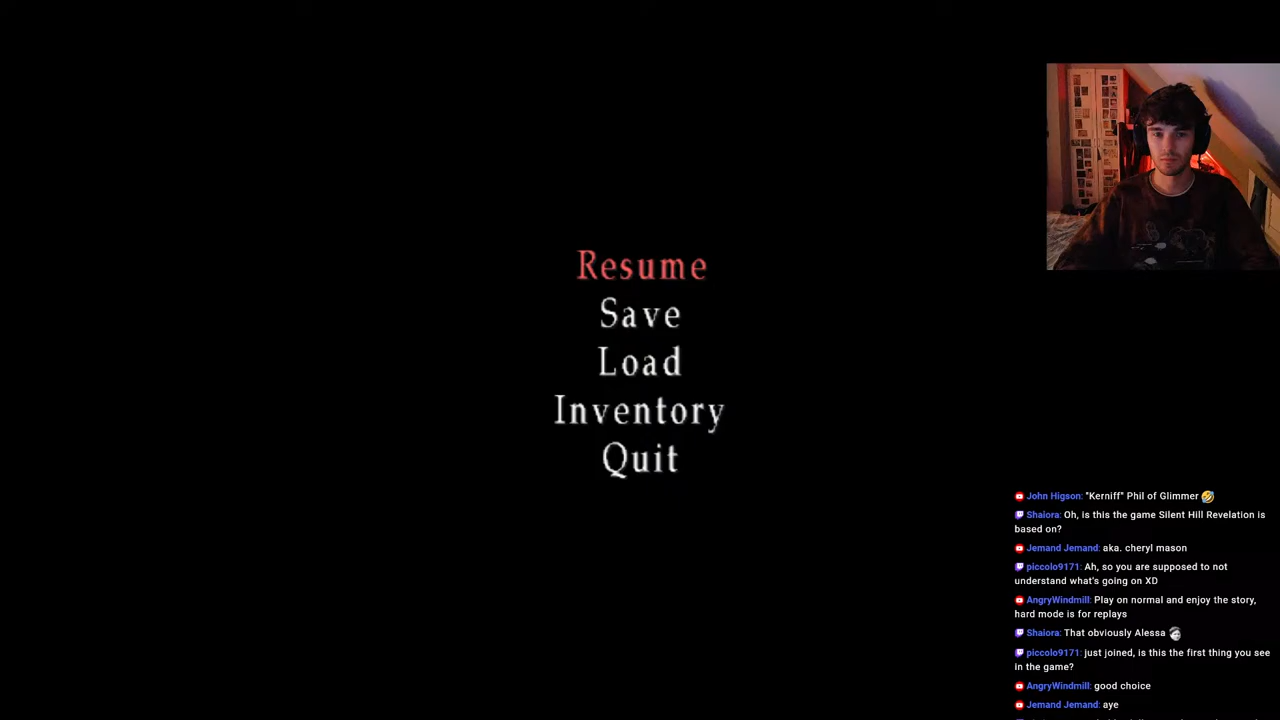 Resume
Save
Load
Inventory
Quit
John Higson: "Kerniff" Phil of Glimmer 🤣
Shaiora: Oh, is this the game Silent Hill Revelation is
based on?
Jemand Jemand: aka. cheryl mason
piccolo9171: Ah, so you are supposed to not
understand what's going on XD
AngryWindmill: Play on normal and enjoy the story,
hard mode is for replays
Shaiora: That obviously Alessa
piccolo9171: just joined, is this the first thing you see
in the game?
AngryWindmill: good choice
Jemand Jemand: aye